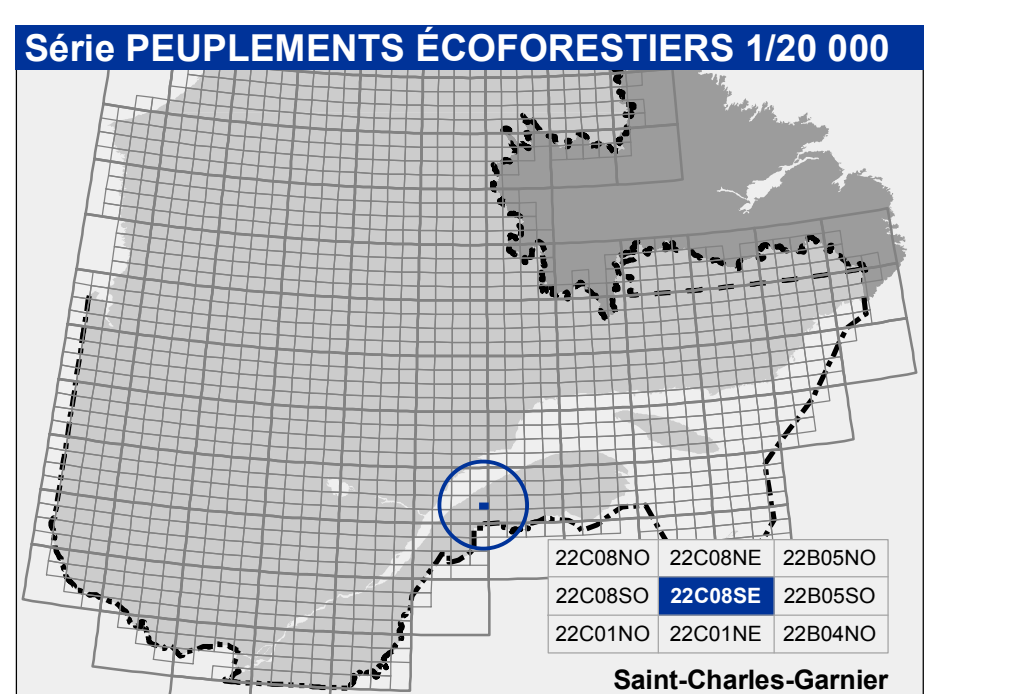 Série PEUPLEMENTS ÉCOFORESTIERS 1/20 000
22C08NO 22C08NE 22B05NO
22C08SO 22C08SE 22B05SO
22C01NO 22C01NE 22B04NO
Saint-Charles-Garnier